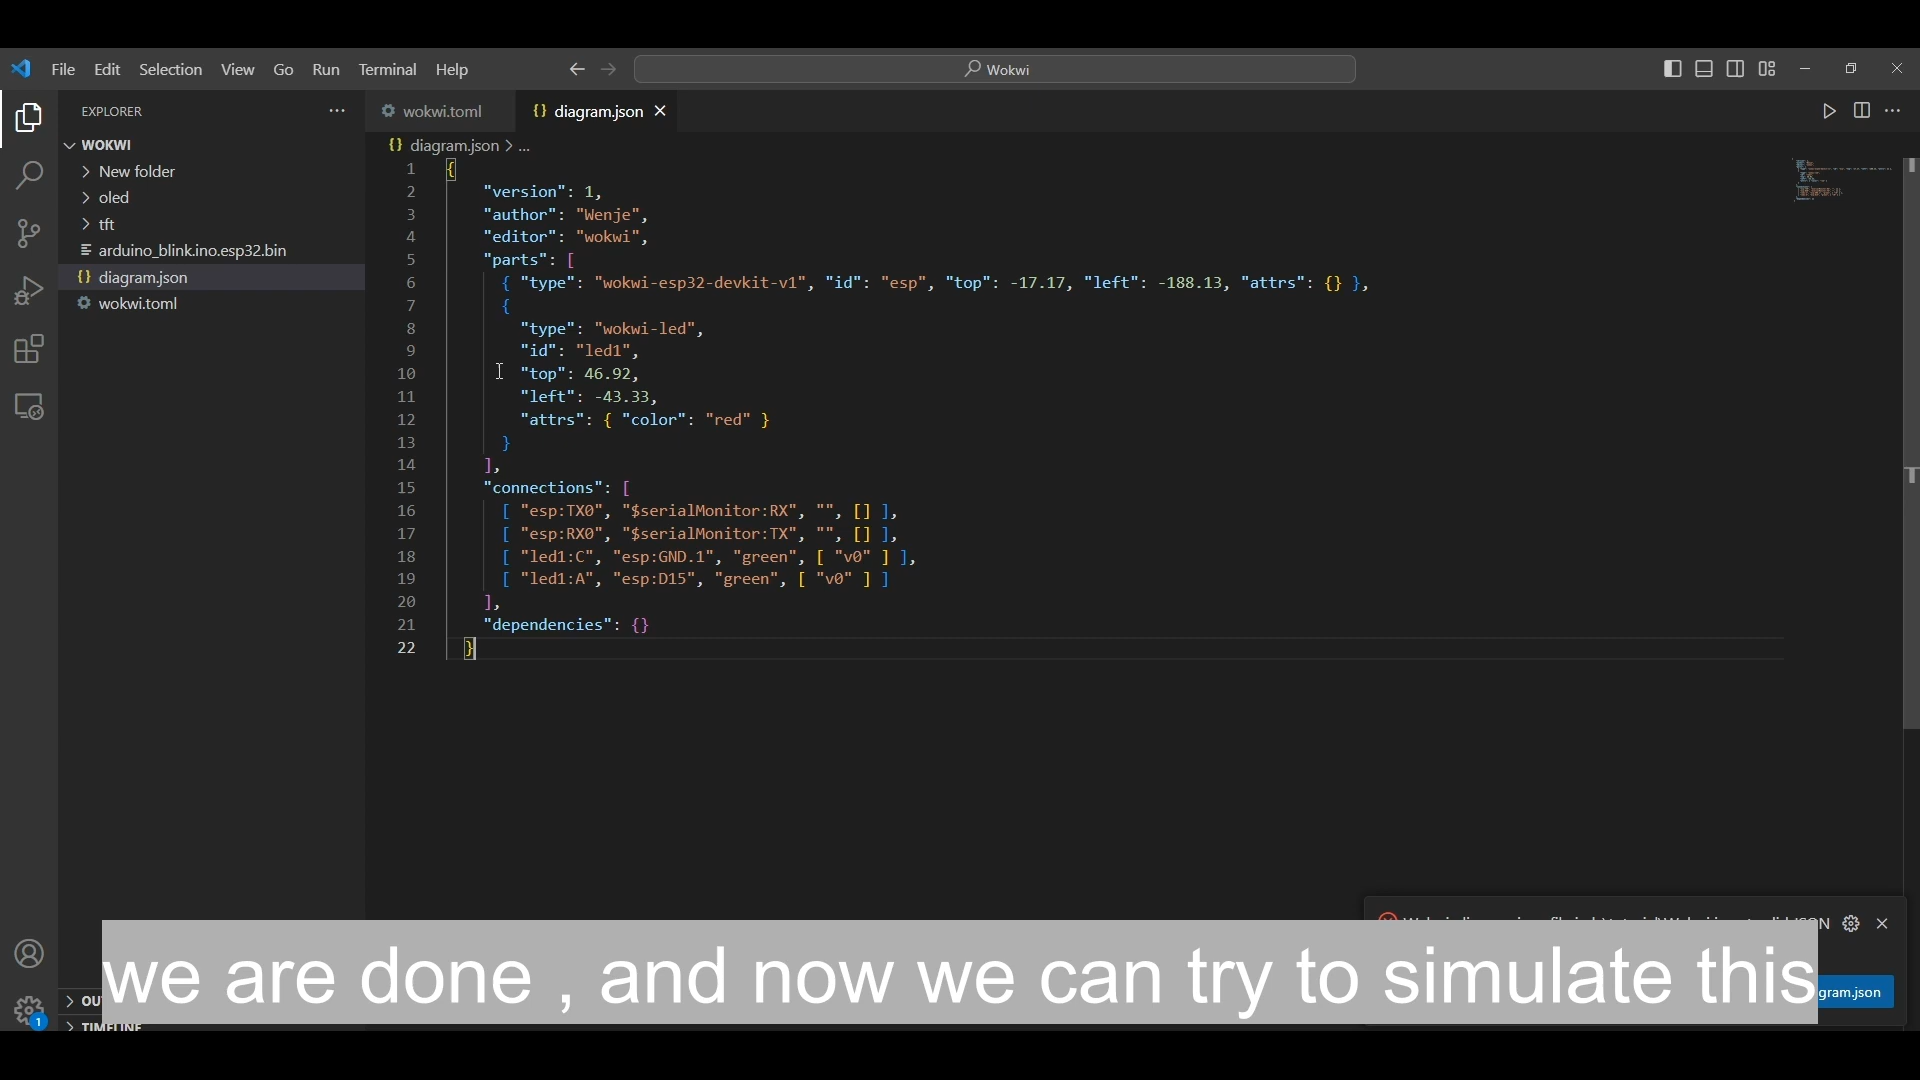 File Edit Selection View Go Run Terminal Help
Wokwi
EXPLORER
wokwi.toml
diagram.json
WOKWI
diagram.json > ...
New folder
oled
tft
arduino_blink.ino.esp32.bin
diagram.json
wokwi.toml
1 {
2 "version": 1,
3 "author": "Wenje",
4 "editor": "wokwi",
5 "parts": [
6 { "type": "wokwi-esp32-devkit-v1", "id": "esp", "top": -17.17, "left": -188.13, "attrs": {} },
7 {
8 "type": "wokwi-led",
9 "id": "led1",
10 "top": 46.92,
11 "left": -43.33,
12 "attrs": { "color": "red" }
13 }
14 ],
15 "connections": [
16 [ "esp:TX0", "$serialMonitor:RX", "", [] ],
17 [ "esp:RX0", "$serialMonitor:TX", "", [] ],
18 [ "led1:C", "esp:GND.1", "green", [ "v0" ] ],
19 [ "led1:A", "esp:D15", "green", [ "v0" ] ]
20 ],
21 "dependencies": {}
22 }
we are done , and now we can try to simulate this
gram.json
OU
TIMELINE
1